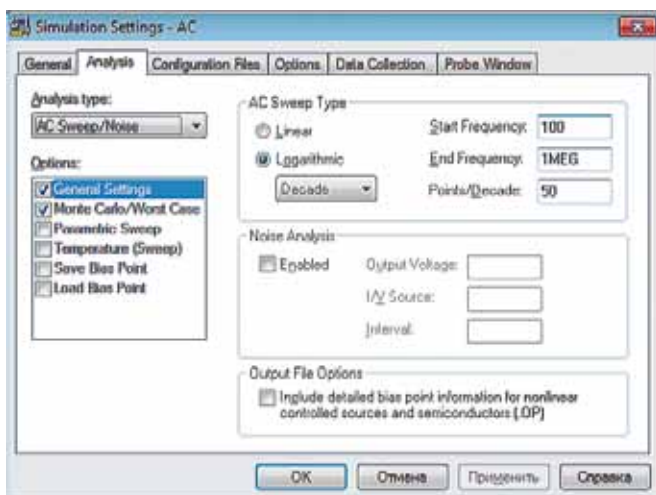 Simulation Settings - AC
General Analysis Configuration Files Options Data Collection Probe Window
Analysis type:
AC Sweep/Noise
Options:
General Settings
Monte Carlo/Worst Case
Parametric Sweep
Temperature (Sweep)
Save Bias Point
Load Bias Point
AC Sweep Type
Linear
Logarithmic
Decade
Start Frequency: 100
End Frequency: 1MEG
Points/Decade: 50
Noise Analysis
Enabled
Output Voltage:
I/V Source:
Interval:
Output File Options
Include detailed bias point information for nonlinear
controlled sources and semiconductors (.OP)
OK Отмена Применить Справка